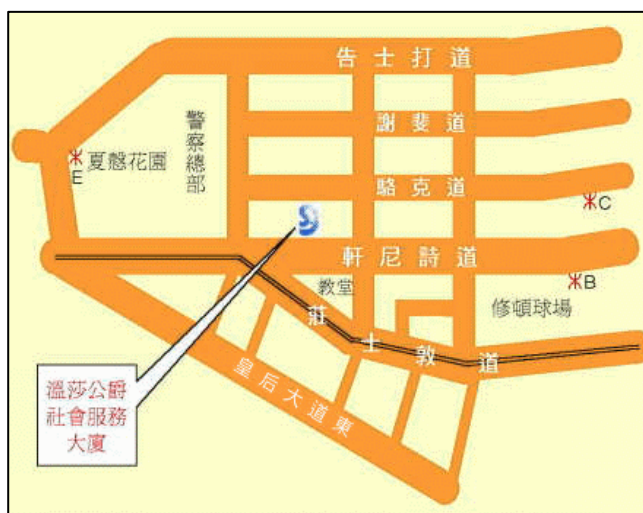 告士打道
謝斐道
警察總部
夏慤花園
E
駱克道
C
軒尼詩道
教堂
B
修頓球場
莊士敦道
皇后大道東
溫莎公爵
社會服務
大廈